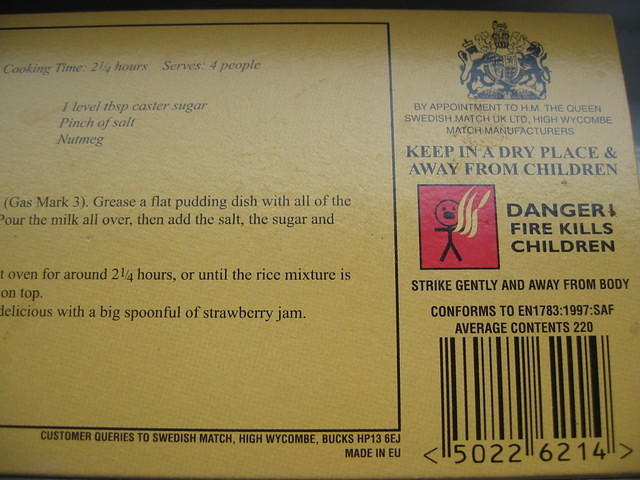 Cooking Time: 2¼ hours Serves: 4 people
1 level tbsp caster sugar
Pinch of salt
Nutmeg
(Gas Mark 3). Grease a flat pudding dish with all of the
Pour the milk all over, then add the salt, the sugar and
t oven for around 2¼ hours, or until the rice mixture is
on top.
delicious with a big spoonful of strawberry jam.
CUSTOMER QUERIES TO SWEDISH MATCH, HIGH WYCOMBE, BUCKS HP13 6EJ
MADE IN EU
BY APPOINTMENT TO H.M. THE QUEEN
SWEDISH MATCH UK LTD, HIGH WYCOMBE
MATCH MANUFACTURERS
KEEP IN A DRY PLACE &
AWAY FROM CHILDREN
DANGER!
FIRE KILLS
CHILDREN
STRIKE GENTLY AND AWAY FROM BODY
CONFORMS TO EN1783:1997:SAF
AVERAGE CONTENTS 220
<5022 6214>